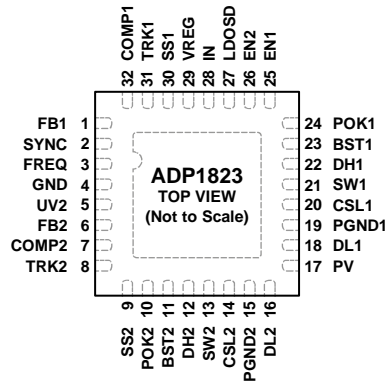 32 COMP1
31 TRK1
30 SS1
29 VREG
28 IN
27 LDOSD
26 EN2
25 EN1
FB1 1
SYNC 2
FREQ 3
GND 4
UV2 5
FB2 6
COMP2 7
TRK2 8
ADP1823
TOP VIEW
(Not to Scale)
24 POK1
23 BST1
22 DH1
21 SW1
20 CSL1
19 PGND1
18 DL1
17 PV
SS2 9
POK2 10
BST2 11
DH2 12
SW2 13
CSL2 14
PGND2 15
DL2 16